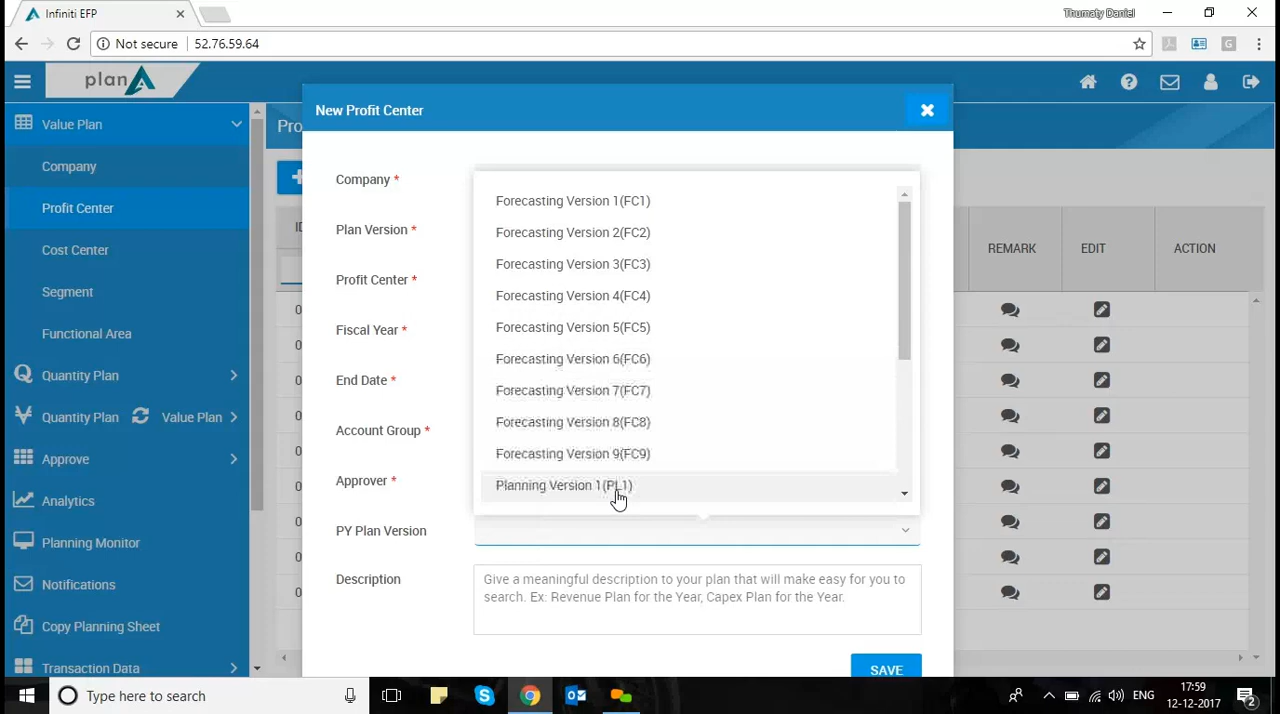 Infiniti EFP
Thumaty Daniel
Not secure 52.76.59.64
plan
Value Plan
Company
Profit Center
Cost Center
Segment
Functional Area
Quantity Plan
Quantity Plan Value Plan
Approve
Analytics
Planning Monitor
Notifications
Copy Planning Sheet
Transaction Data
Pro
New Profit Center
Company *
Plan Version *
Profit Center *
Fiscal Year *
End Date *
Account Group *
Approver *
PY Plan Version
Description
Forecasting Version 1(FC1)
Forecasting Version 2(FC2)
Forecasting Version 3(FC3)
Forecasting Version 4(FC4)
Forecasting Version 5(FC5)
Forecasting Version 6(FC6)
Forecasting Version 7(FC7)
Forecasting Version 8(FC8)
Forecasting Version 9(FC9)
Planning Version 1(PL1)
Give a meaningful description to your plan that will make easy for you to
search. Ex: Revenue Plan for the Year, Capex Plan for the Year.
SAVE
REMARK EDIT ACTION
Type here to search
ENG
17:59
12-12-2017
2